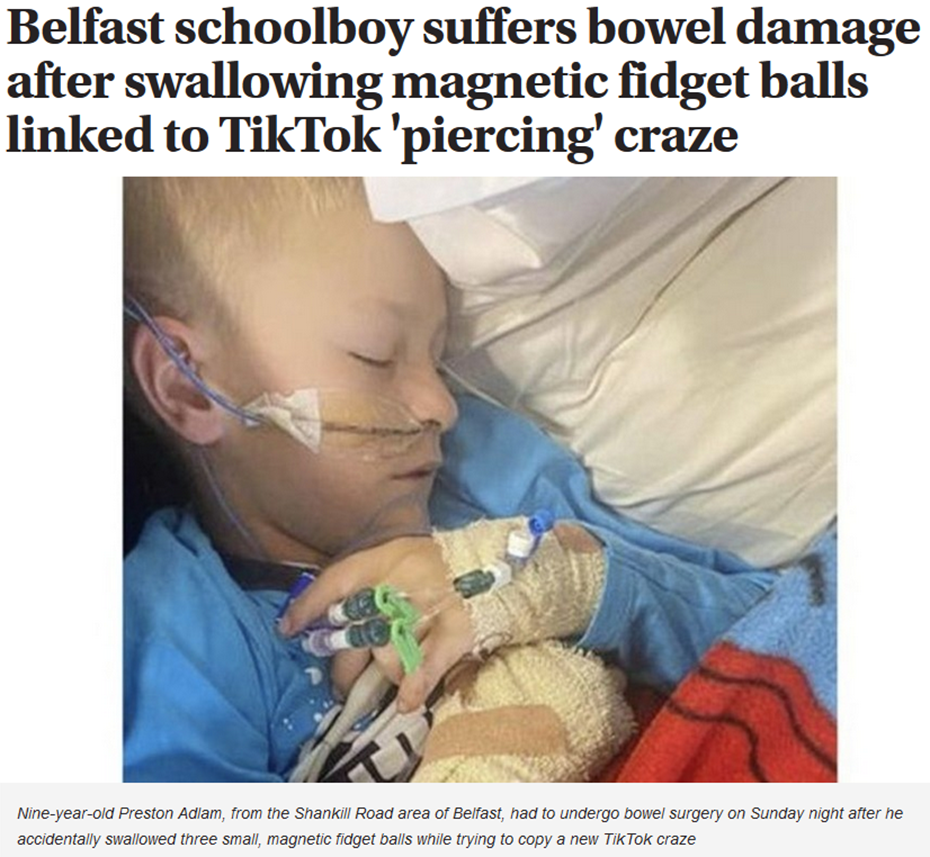 Belfast schoolboy suffers bowel damage
after swallowing magnetic fidget balls
linked to TikTok 'piercing' craze
Nine-year-old Preston Adlam, from the Shankill Road area of Belfast, had to undergo bowel surgery on Sunday night after he
accidentally swallowed three small, magnetic fidget balls while trying to copy a new TikTok craze